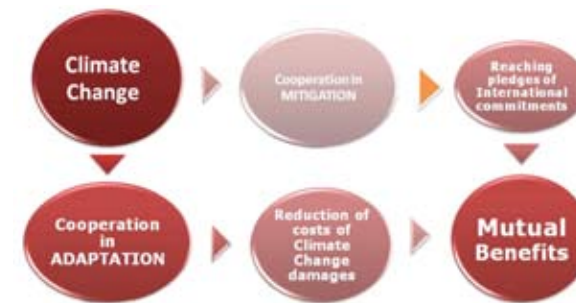 Climate
Change
Cooperation in
MITIGATION
Reaching
pledges of
International
commitments
Cooperation
in
ADAPTATION
Reduction of
costs of
Climate
Change
damages
Mutual
Benefits